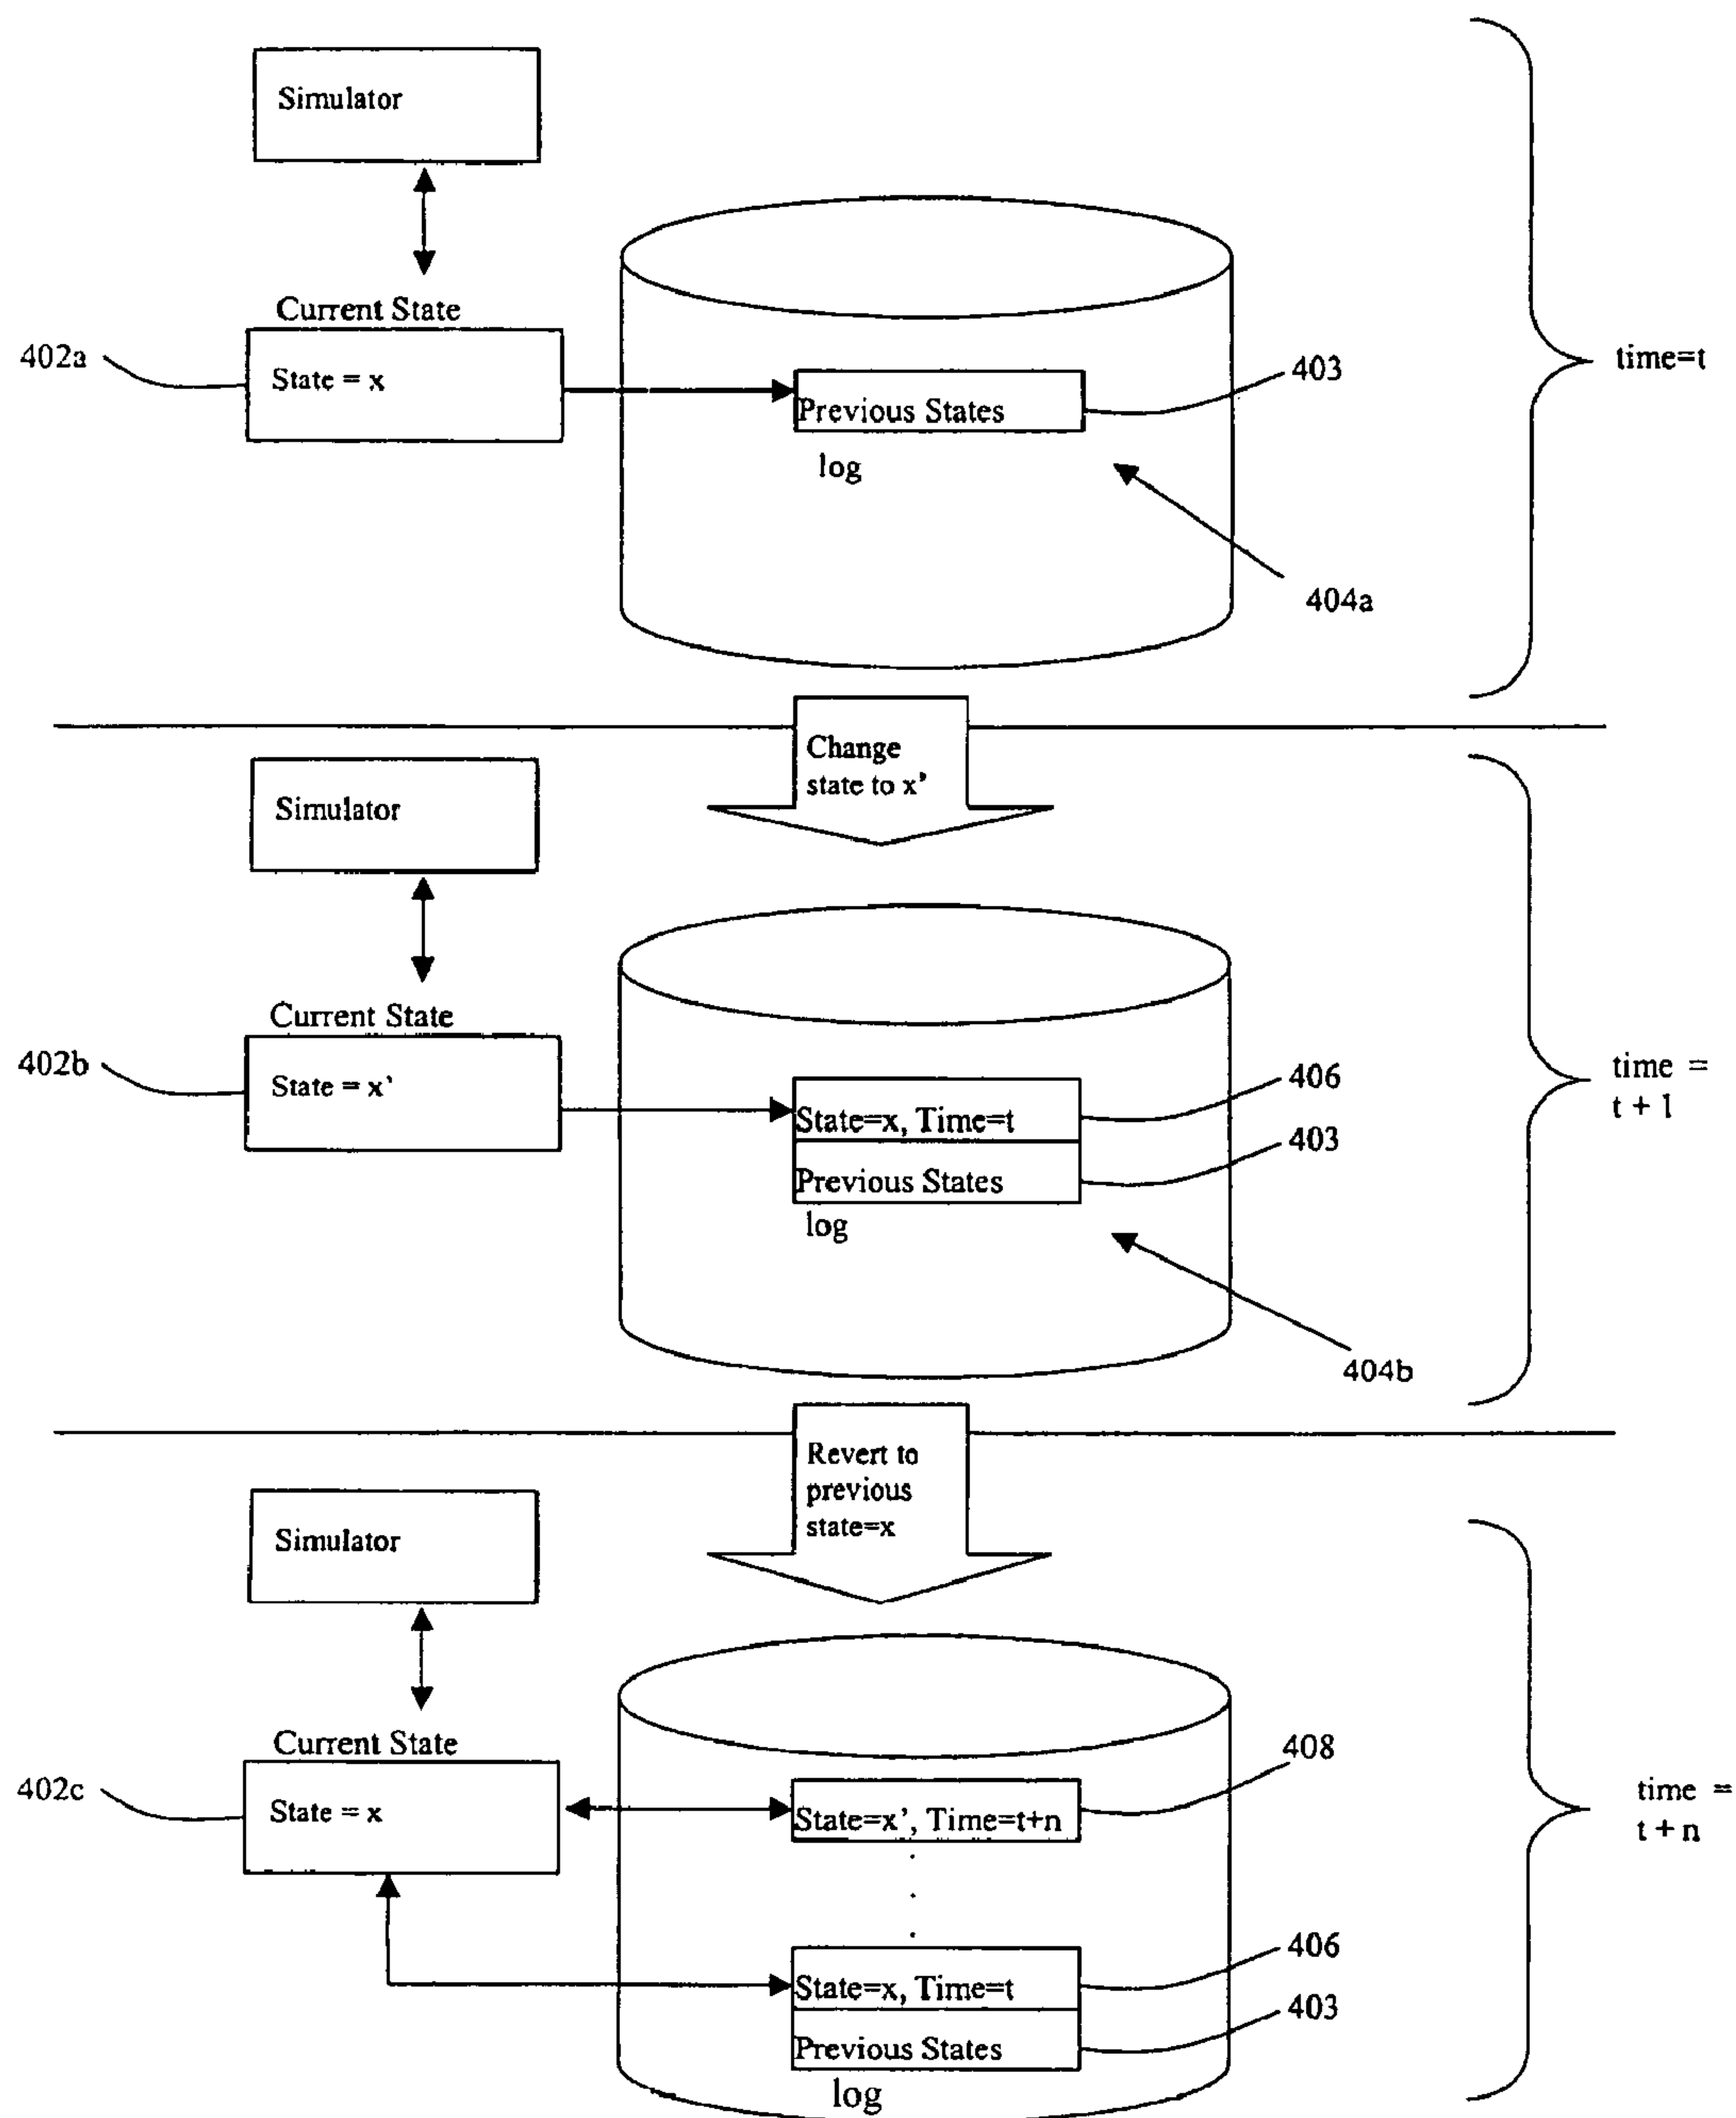 Simulator
Current State
402a
State = x
Previous States
403
log
404a
time=t
Change
state to x’
Simulator
Current State
402b
State = x’
State=x, Time=t
406
Previous States
403
log
404b
time =
t + 1
Revert to
previous
state=x
Simulator
Current State
402c
State = x
State=x’, Time=t+n
408
.
.
.
State=x, Time=t
406
Previous States
403
log
time =
t + n